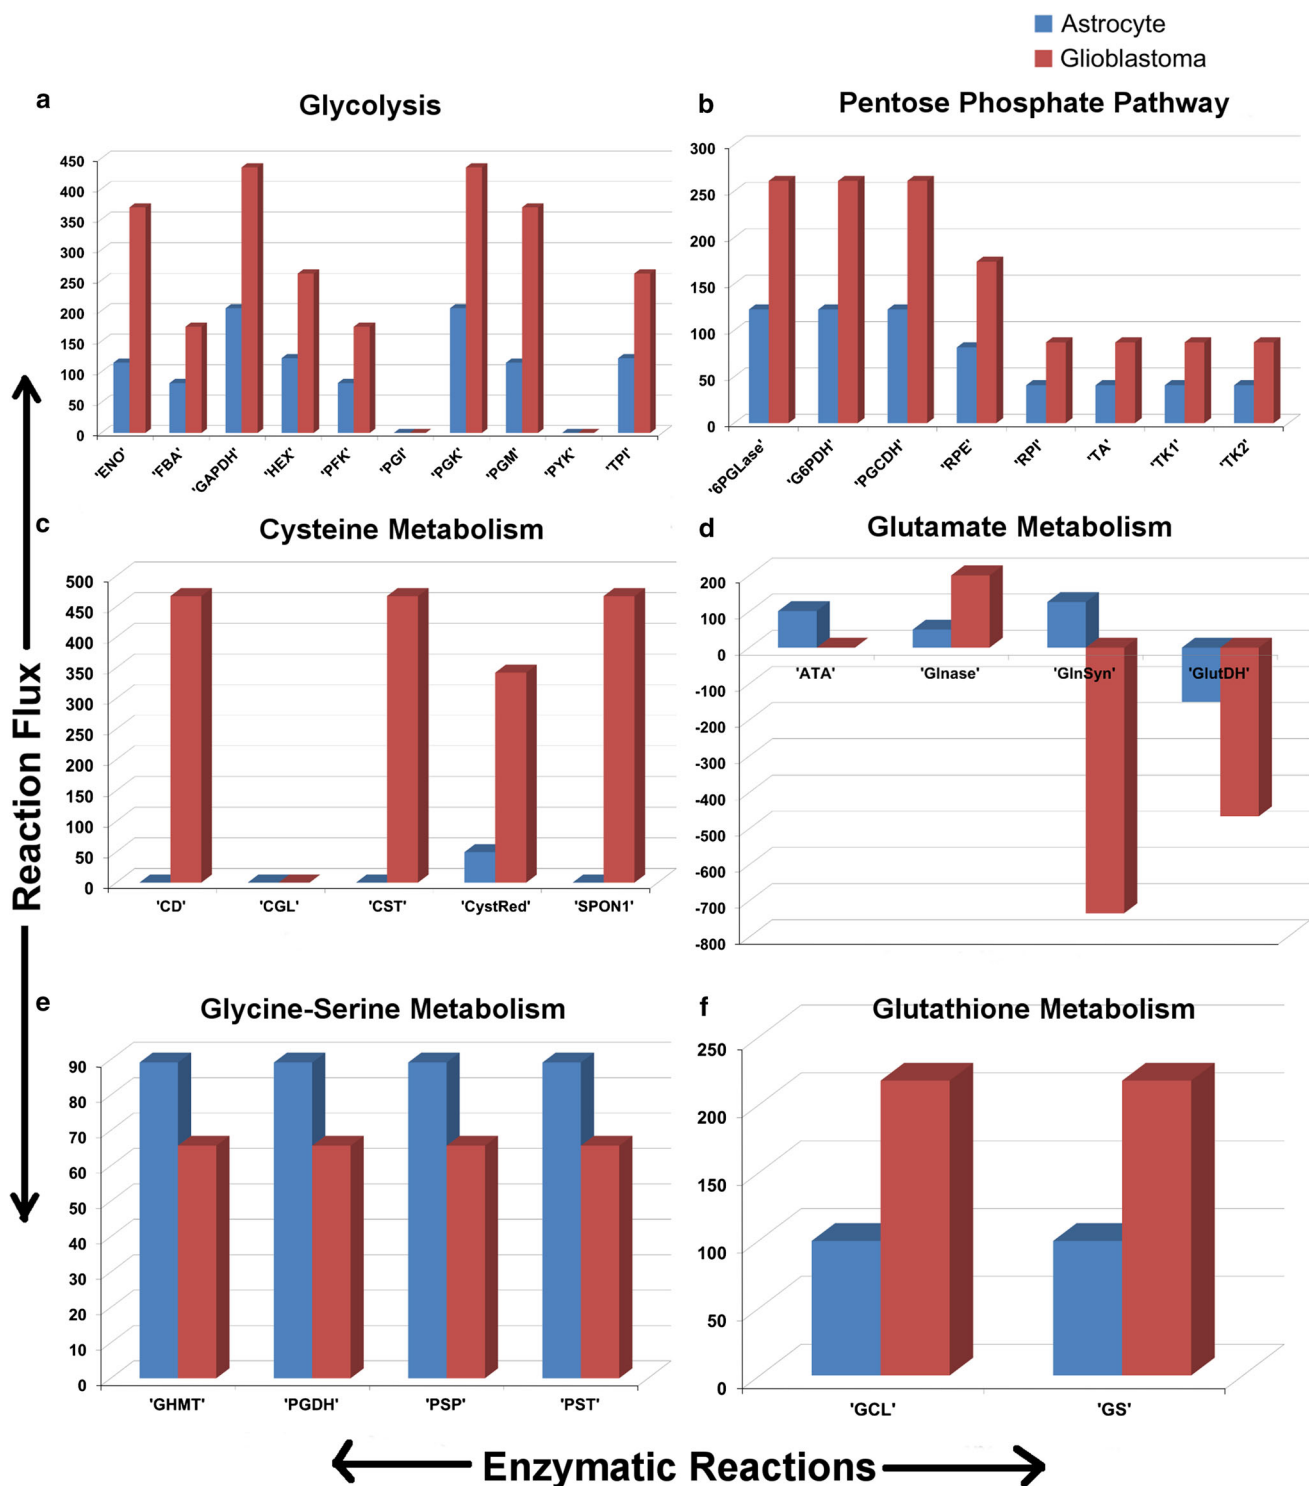 Astrocyte
Glioblastoma
a
Glycolysis
450
400
350
300
250
200
150
100
50
0
'ENO' 'FBA' 'GAPDH' 'HEX' 'PFK' 'PGI' 'PGK' 'PGM' 'PYK' 'TPI'
b
Pentose Phosphate Pathway
300
250
200
150
100
50
0
'6PGLase' 'G6PDH' 'PGCDH' 'RPE' 'RPI' 'TA' 'TK1' 'TK2'
c
Cysteine Metabolism
500
450
400
350
300
250
200
150
100
50
0
'CD' 'CGL' 'CST' 'CystRed' 'SPON1'
d
Glutamate Metabolism
200
100
0
-100
-200
-300
-400
-500
-600
-700
-800
'ATA' 'Glnase' 'GlnSyn' 'GlutDH'
e
Glycine-Serine Metabolism
90
80
70
60
50
40
30
20
10
0
'GHMT' 'PGDH' 'PSP' 'PST'
f
Glutathione Metabolism
250
200
150
100
50
0
'GCL' 'GS'
Reaction Flux
Enzymatic Reactions